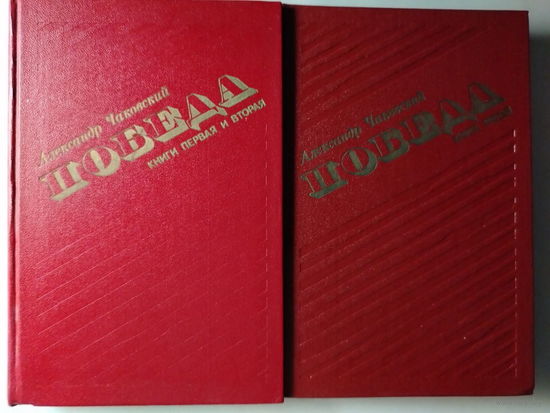 Александр Чаковский
ПОБЕДА
КНИГИ ПЕРВАЯ И ВТОРАЯ
Александр Чаковский
ПОБЕДА